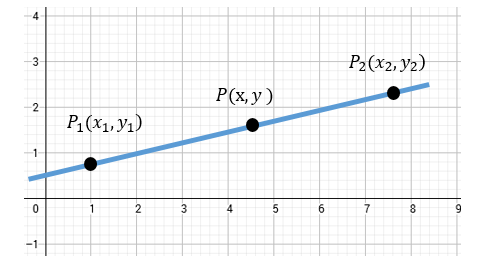 4
3
P₂(x₂, y₂)
2
P(x, y)
P₁(x₁, y₁)
1
0 1 2 3 4 5 6 7 8 9
−1